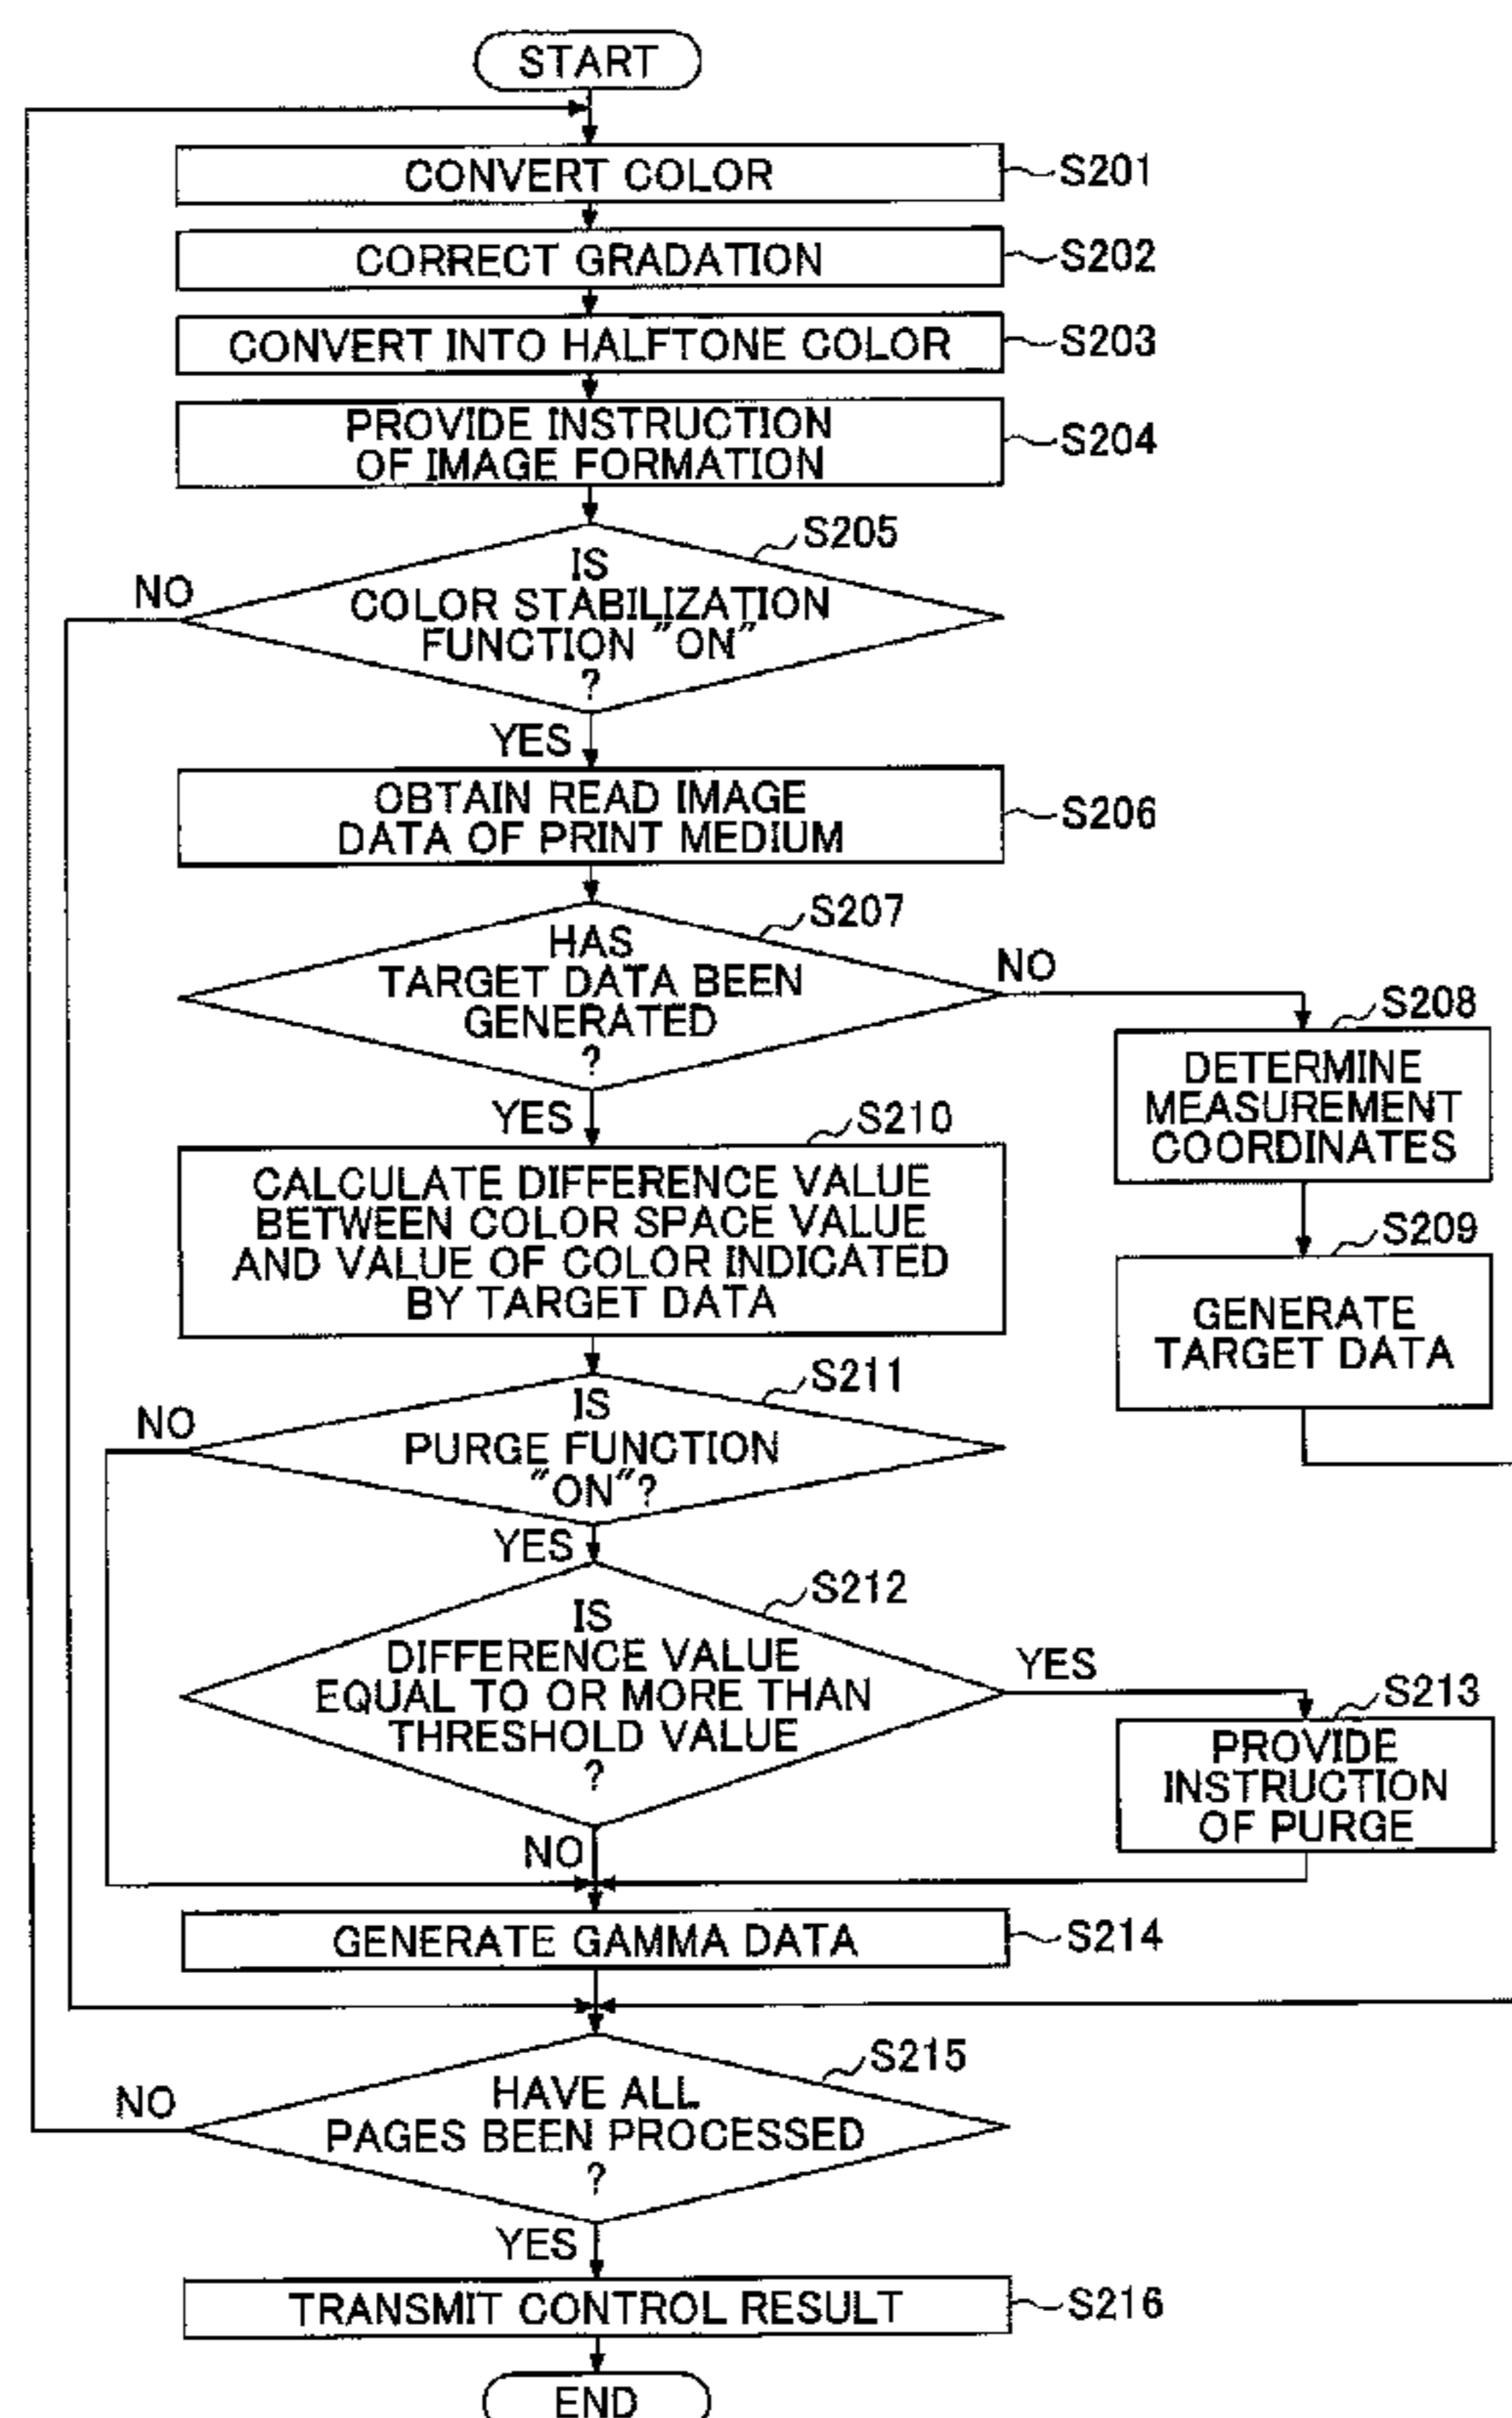 START
CONVERT COLOR
S201
CORRECT GRADATION
S202
CONVERT INTO HALFTONE COLOR
S203
PROVIDE INSTRUCTION
OF IMAGE FORMATION
S204
S205
IS
COLOR STABILIZATION
FUNCTION "ON"
?
NO
YES
OBTAIN READ IMAGE
DATA OF PRINT MEDIUM
S206
S207
HAS
TARGET DATA BEEN
GENERATED
?
NO
S208
DETERMINE
MEASUREMENT
COORDINATES
S209
GENERATE
TARGET DATA
YES
S210
CALCULATE DIFFERENCE VALUE
BETWEEN COLOR SPACE VALUE
AND VALUE OF COLOR INDICATED
BY TARGET DATA
S211
IS
PURGE FUNCTION
"ON"?
NO
YES
S212
IS
DIFFERENCE VALUE
EQUAL TO OR MORE THAN
THRESHOLD VALUE
?
YES
S213
PROVIDE
INSTRUCTION
OF PURGE
NO
GENERATE GAMMA DATA
S214
S215
HAVE ALL
PAGES BEEN PROCESSED
?
NO
YES
TRANSMIT CONTROL RESULT
S216
END